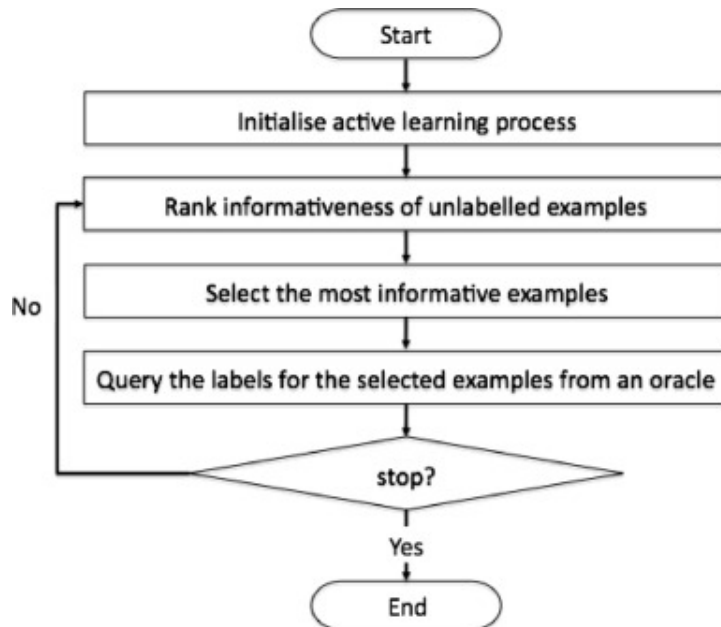 Start
Initialise active learning process
Rank informativeness of unlabelled examples
No
Select the most informative examples
Query the labels for the selected examples from an oracle
stop?
Yes
End